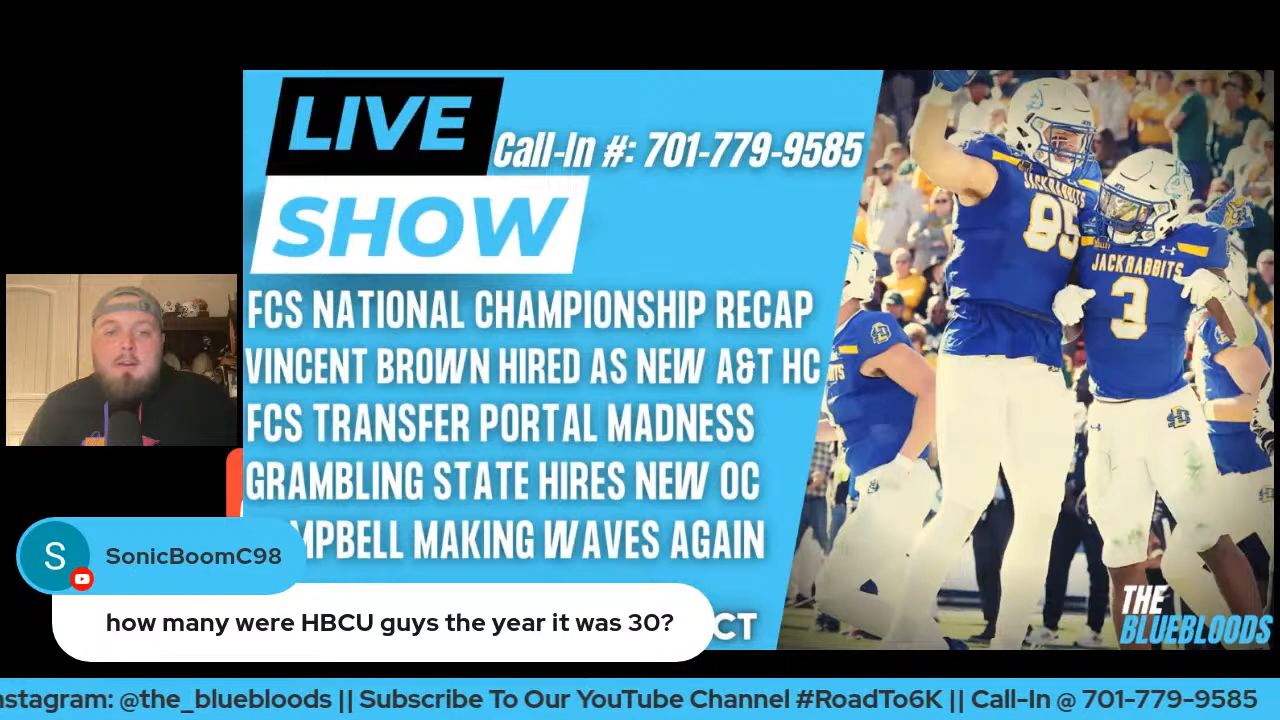 LIVE
Call-In #: 701-779-9585
SHOW
FCS NATIONAL CHAMPIONSHIP RECAP
VINCENT BROWN HIRED AS NEW A&T HC
FCS TRANSFER PORTAL MADNESS
GRAMBLING STATE HIRES NEW OC
MPBELL MAKING WAVES AGAIN
JACKRABBITS
85
JACKRABBITS
3
S
SonicBoomC98
how many were HBCU guys the year it was 30?
CT
THE
BLUEBLOODS
nstagram: @the_bluebloods || Subscribe To Our YouTube Channel #RoadTo6K || Call-In @ 701-779-9585